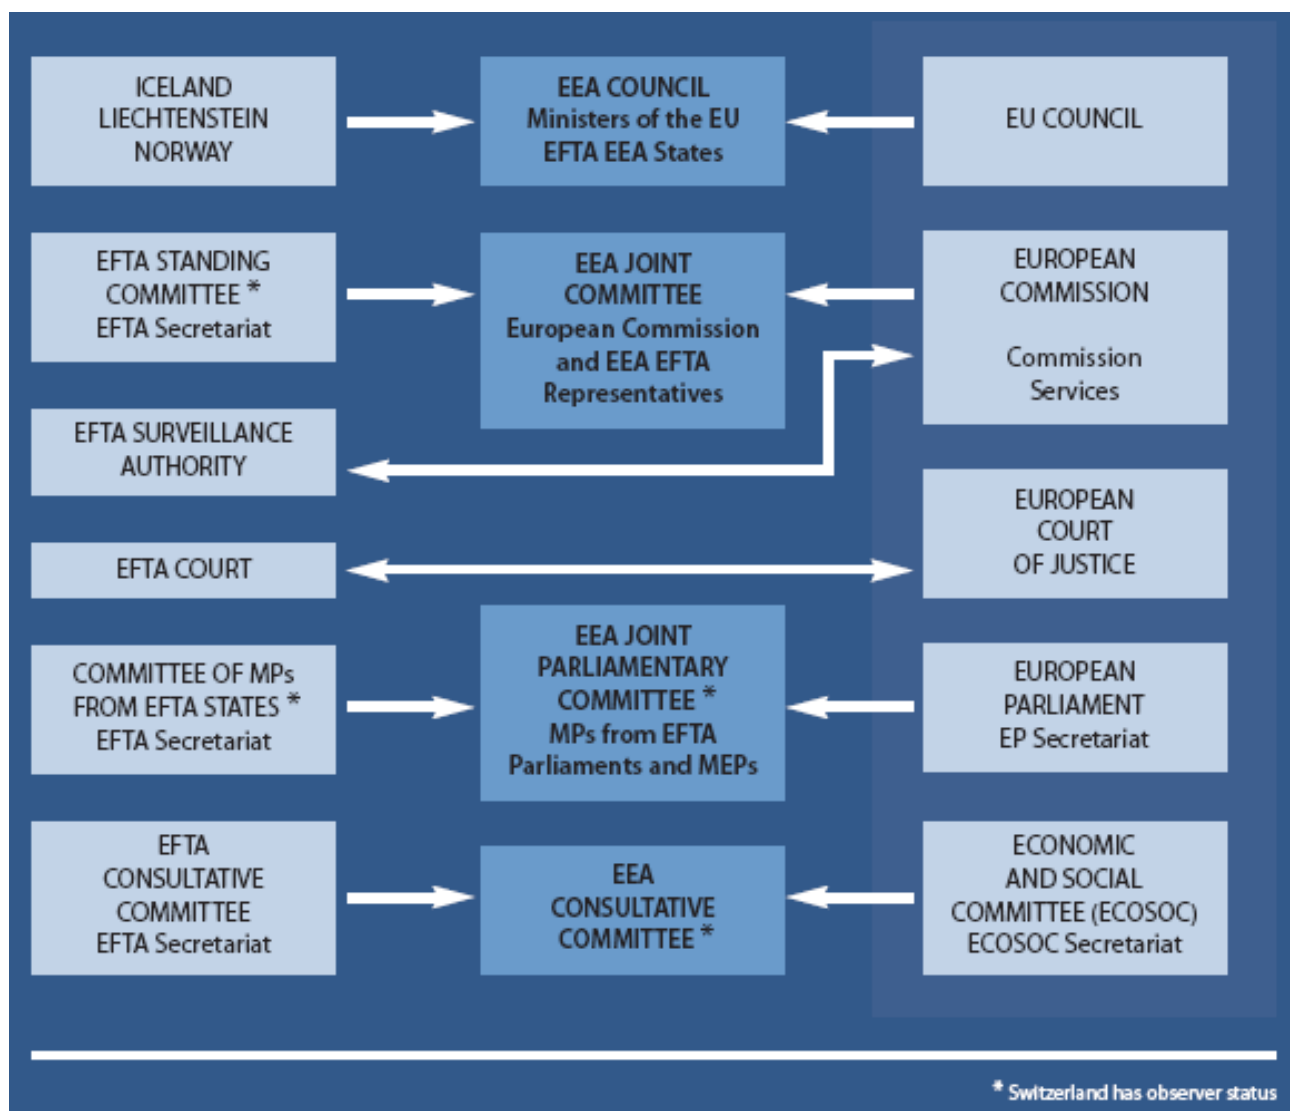 ICELAND
LIECHTENSTEIN
NORWAY
EEA COUNCIL
Ministers of the EU
EFTA EEA States
EU COUNCIL
EFTA STANDING
COMMITTEE *
EFTA Secretariat
EEA JOINT
COMMITTEE
European Commission
and EEA EFTA
Representatives
EUROPEAN
COMMISSION
Commission
Services
EFTA SURVEILLANCE
AUTHORITY
EFTA COURT
EUROPEAN
COURT
OF JUSTICE
COMMITTEE OF MPs
FROM EFTA STATES *
EFTA Secretariat
EEA JOINT
PARLIAMENTARY
COMMITTEE *
MPs from EFTA
Parliaments and MEPs
EUROPEAN
PARLIAMENT
EP Secretariat
EFTA
CONSULTATIVE
COMMITTEE
EFTA Secretariat
EEA
CONSULTATIVE
COMMITTEE *
ECONOMIC
AND SOCIAL
COMMITTEE (ECOSOC)
ECOSOC Secretariat
* Switzerland has observer status